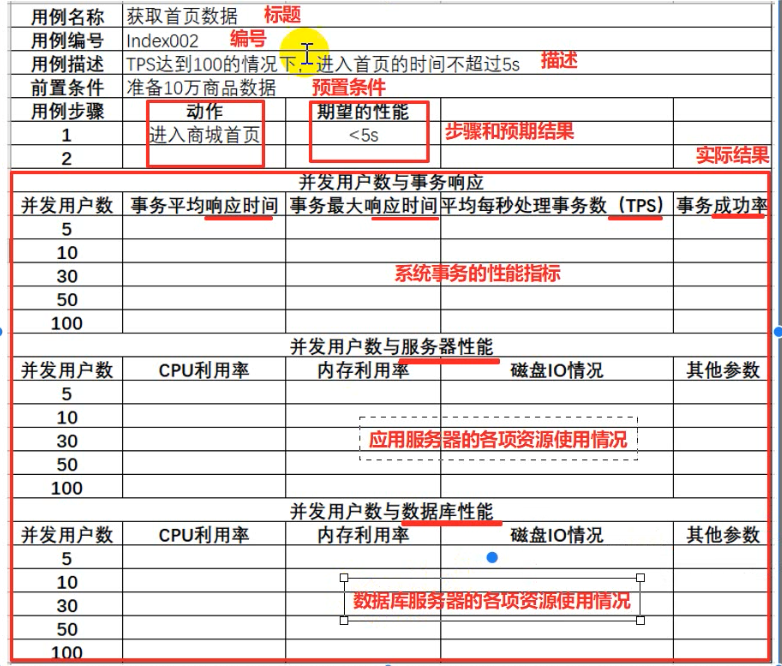 用例名称 获取首页数据 标题
用例编号 Index002 编号
用例描述 TPS达到100的情况下，进入首页的时间不超过5s 描述
前置条件 准备10万商品数据 预置条件
用例步骤 动作 期望的性能
1 进入商城首页 <5s 步骤和预期结果
2 实际结果
并发用户数与事务响应
并发用户数 事务平均响应时间 事务最大响应时间 平均每秒处理事务数（TPS） 事务成功率
5
10
30 系统事务的性能指标
50
100
并发用户数与服务器性能
并发用户数 CPU利用率 内存利用率 磁盘IO情况 其他参数
5
10
30 应用服务器的各项资源使用情况
50
100
并发用户数与数据库性能
并发用户数 CPU利用率 内存利用率 磁盘IO情况 其他参数
5
10
30 数据库服务器的各项资源使用情况
50
100